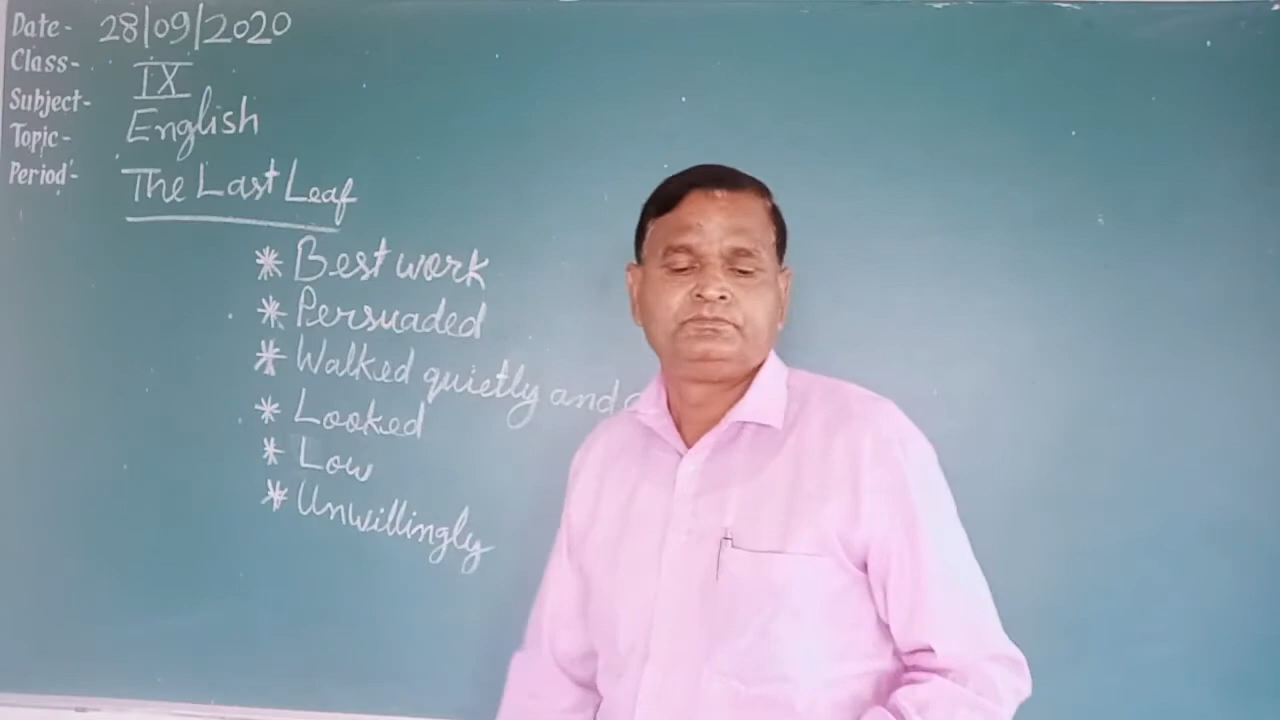 Date- 28/09/2020
Class- IX
Subject- English
Topic- The Last Leaf
Period-
* Best work
* Persuaded
* Walked quietly and
* Looked
* Low
* Unwillingly